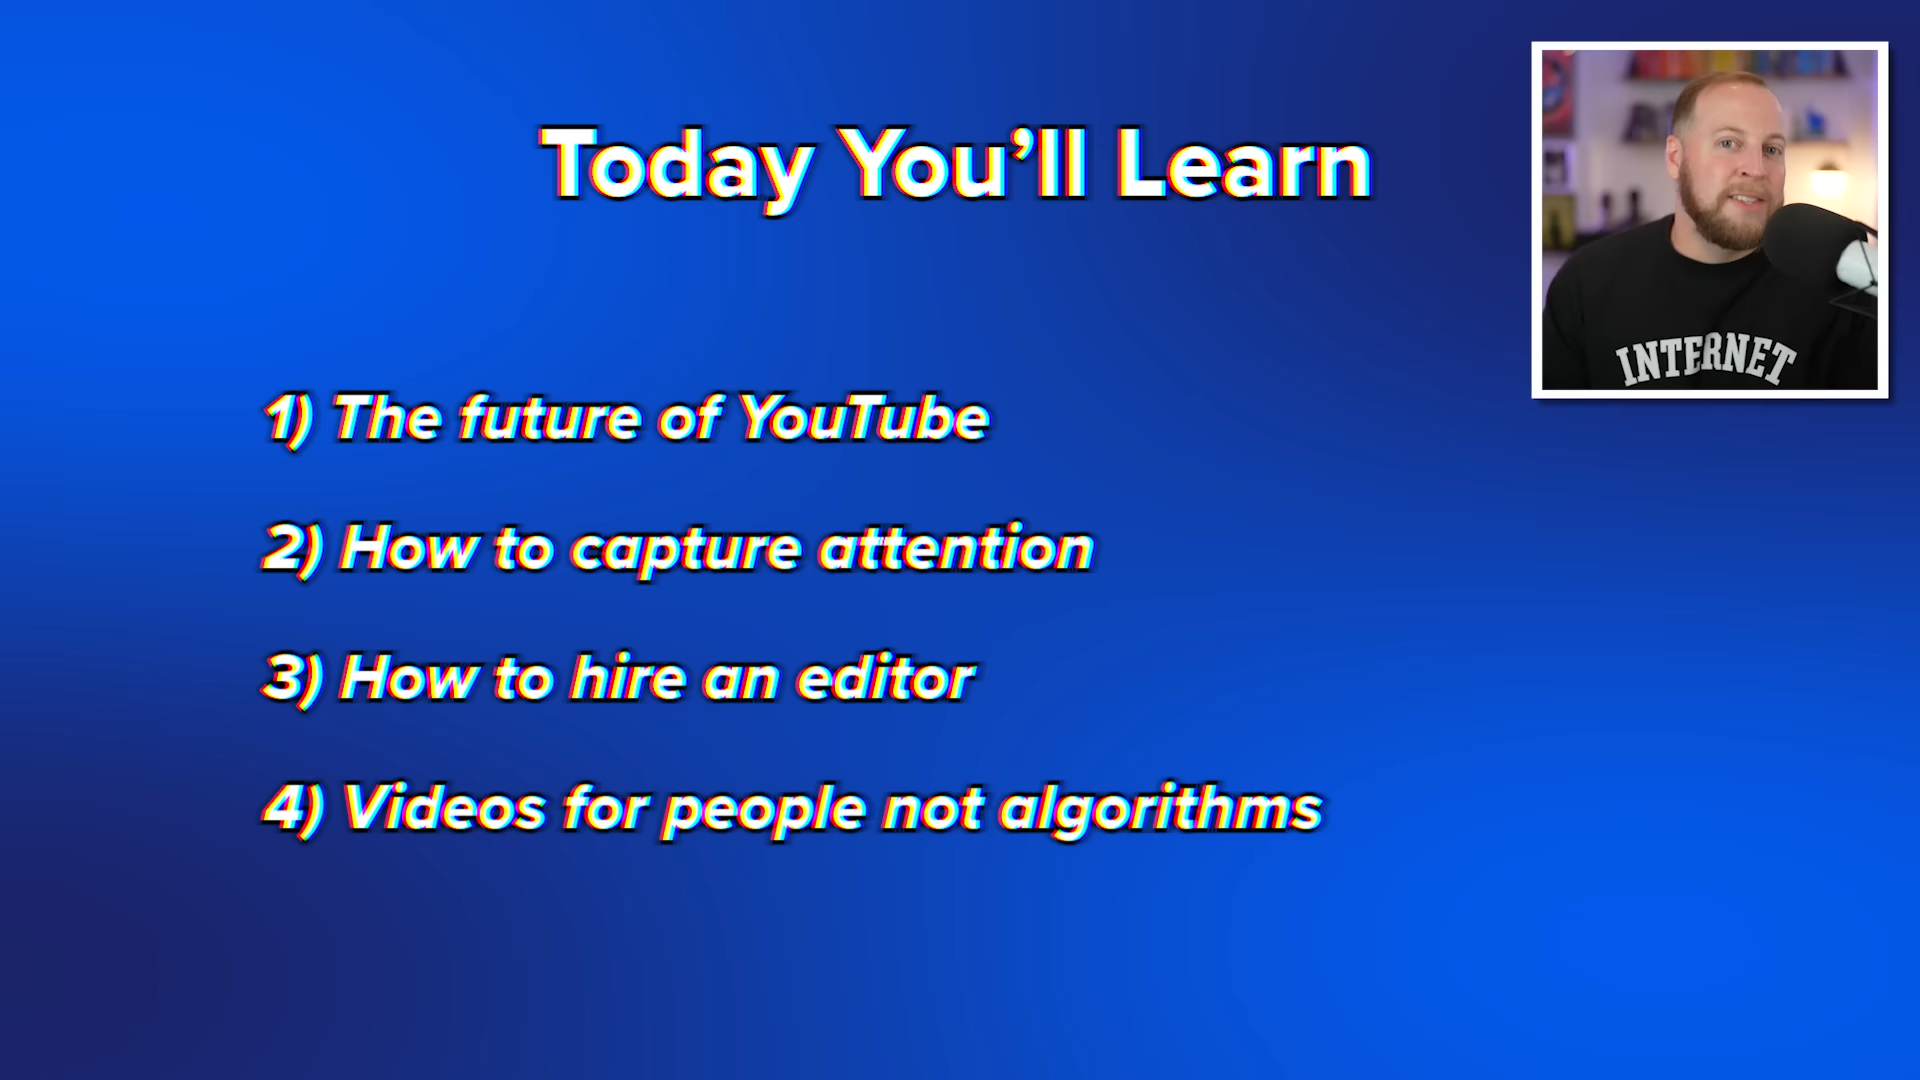 Today You’ll Learn
INTERNET
1) The future of YouTube
2) How to capture attention
3) How to hire an editor
4) Videos for people not algorithms